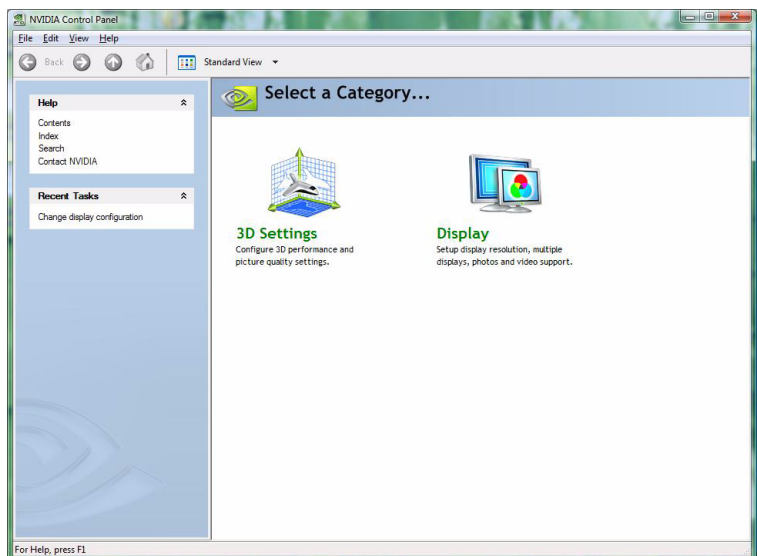 NVIDIA Control Panel
File Edit View Help
Back Standard View
Select a Category...
Help
Contents
Index
Search
Contact NVIDIA
Recent Tasks
Change display configuration
3D Settings
Configure 3D performance and
picture quality settings.
Display
Setup display resolution, multiple
displays, photos and video support.
For Help, press F1